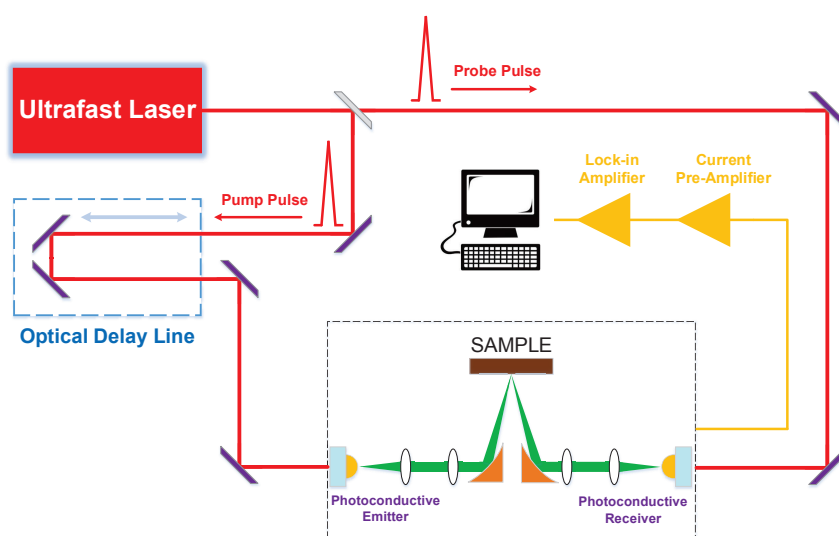 Probe Pulse
Ultrafast Laser
Lock-in
Amplifier
Current
Pre-Amplifier
Pump Pulse
Optical Delay Line
SAMPLE
Photoconductive
Emitter
Photoconductive
Receiver